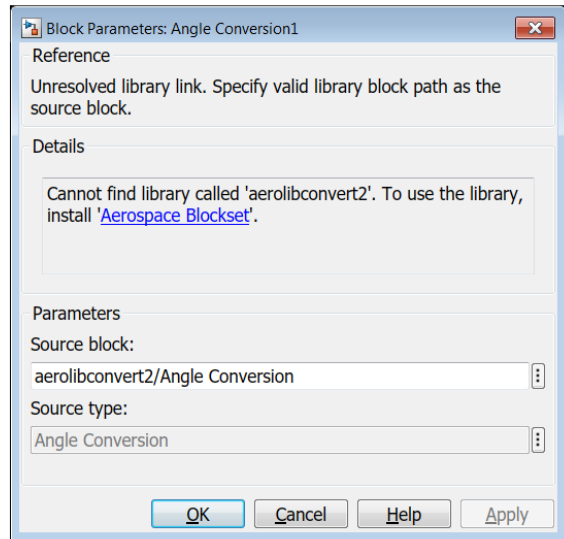 Block Parameters: Angle Conversion1
Reference
Unresolved library link. Specify valid library block path as the
source block.
Details
Cannot find library called 'aerolibconvert2'. To use the library,
install 'Aerospace Blockset'.
Parameters
Source block:
aerolibconvert2/Angle Conversion
Source type:
Angle Conversion
OK Cancel Help Apply